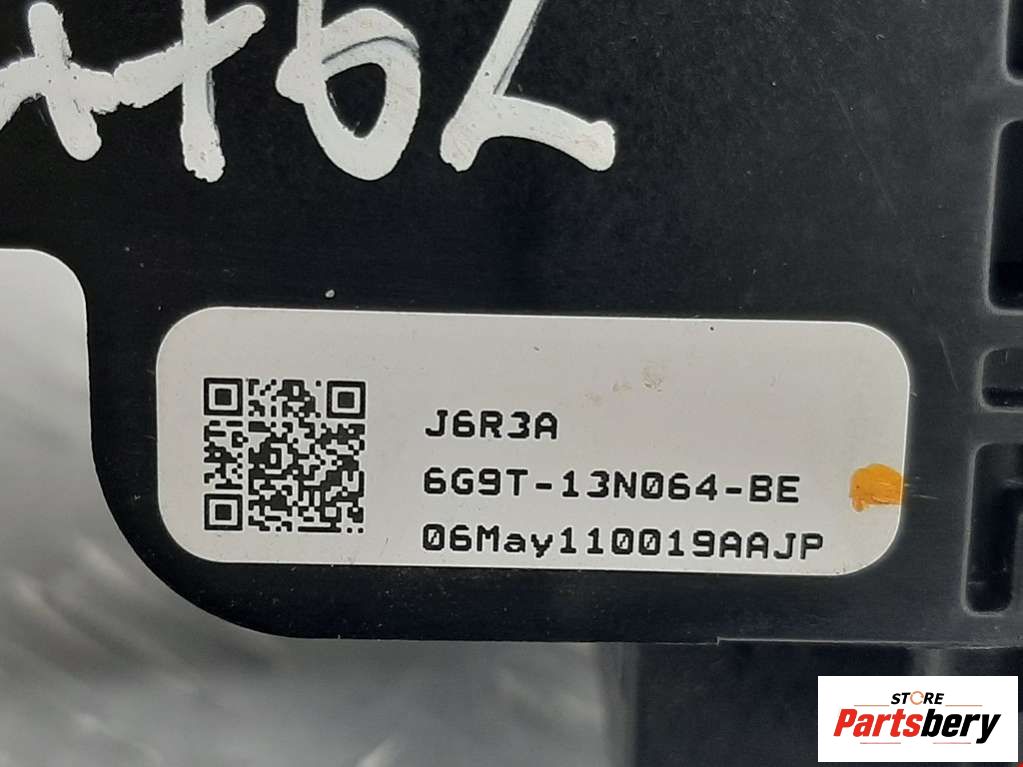 J6R3A
6G9T-13N064-BE
06May110019AAJP
STORE
Partsbery